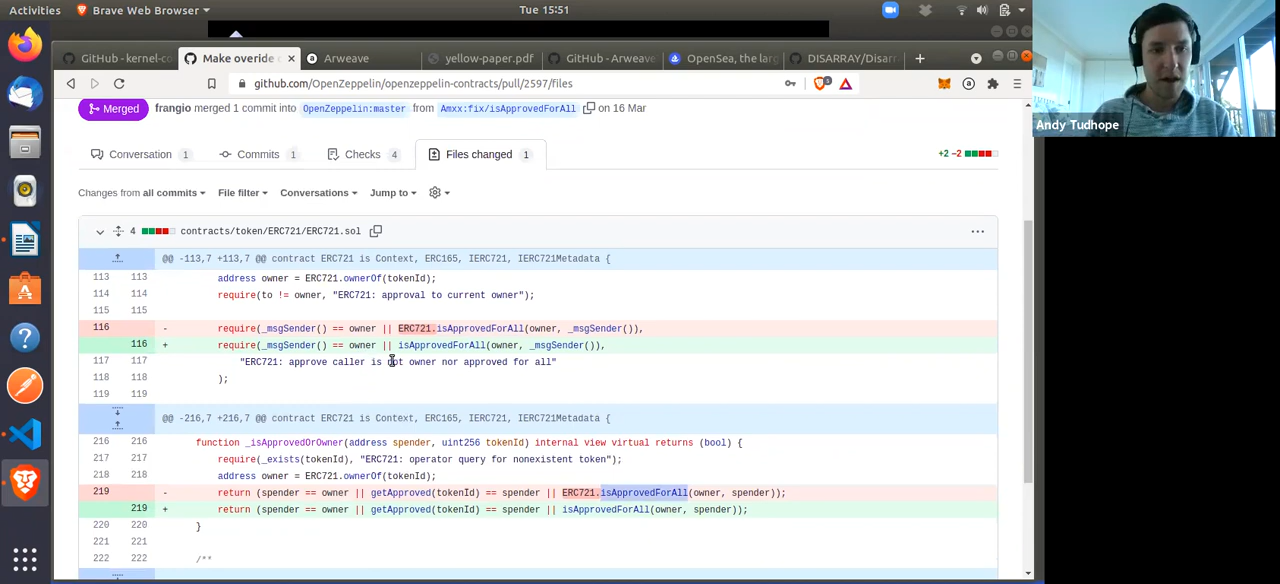 Activities Brave Web Browser Tue 15:51
GitHub - kernel-co Make overide Arweave yellow-paper.pdf GitHub - Arweave OpenSea, the larg DISARRAY/Disarr
github.com/OpenZeppelin/openzeppelin-contracts/pull/2597/files
Andy Tudhope
Merged frangio merged 1 commit into OpenZeppelin:master from Amxx:fix/isApprovedForAll on 16 Mar
Conversation 1 Commits 1 Checks 4 Files changed 1 +2 −2
Changes from all commits File filter Conversations Jump to
4 contracts/token/ERC721/ERC721.sol
@@ -113,7 +113,7 @@ contract ERC721 is Context, ERC165, IERC721, IERC721Metadata {
113 113 address owner = ERC721.ownerOf(tokenId);
114 114 require(to != owner, "ERC721: approval to current owner");
115 115
116 - require(_msgSender() == owner || ERC721.isApprovedForAll(owner, _msgSender()),
116 + require(_msgSender() == owner || isApprovedForAll(owner, _msgSender()),
117 117 "ERC721: approve caller is not owner nor approved for all"
118 118 );
119 119
@@ -216,7 +216,7 @@ contract ERC721 is Context, ERC165, IERC721, IERC721Metadata {
216 216 function _isApprovedOrOwner(address spender, uint256 tokenId) internal view virtual returns (bool) {
217 217 require(_exists(tokenId), "ERC721: operator query for nonexistent token");
218 218 address owner = ERC721.ownerOf(tokenId);
219 - return (spender == owner || getApproved(tokenId) == spender || ERC721.isApprovedForAll(owner, spender));
219 + return (spender == owner || getApproved(tokenId) == spender || isApprovedForAll(owner, spender));
220 220 }
221 221
222 222 /**